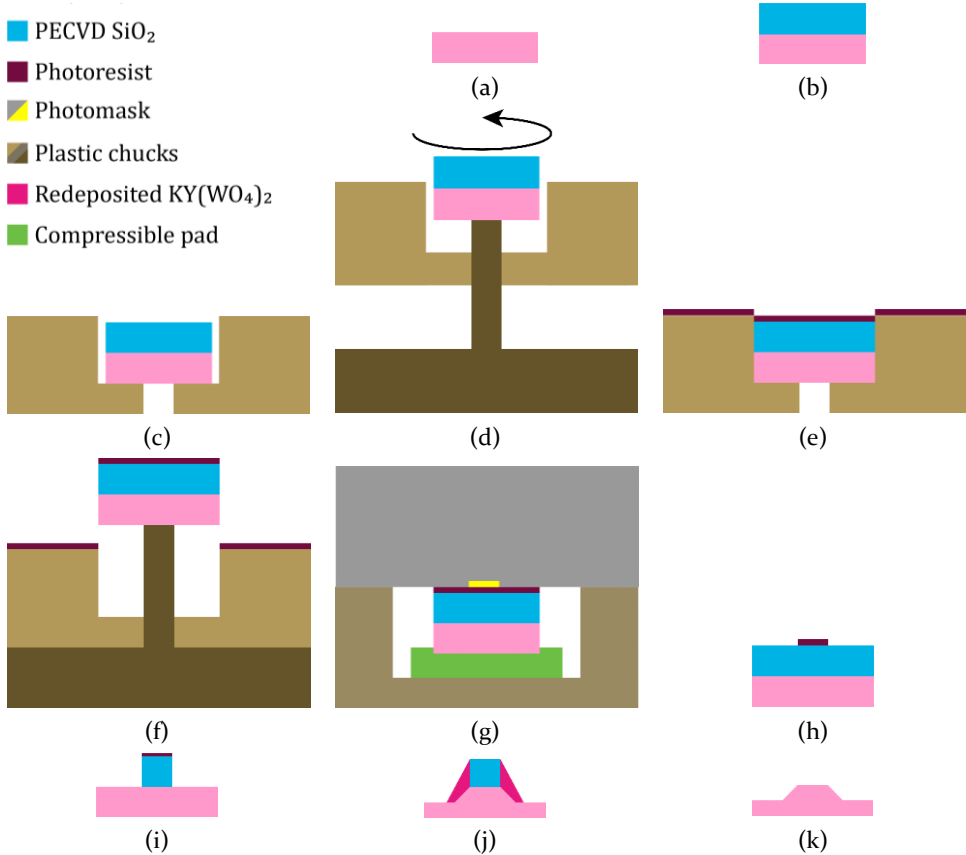 PECVD SiO₂
Photoresist
Photomask
Plastic chucks
Redeposited KY(WO₄)₂
Compressible pad
(a)
(b)
(c)
(d)
(e)
(f)
(g)
(h)
(i)
(j)
(k)